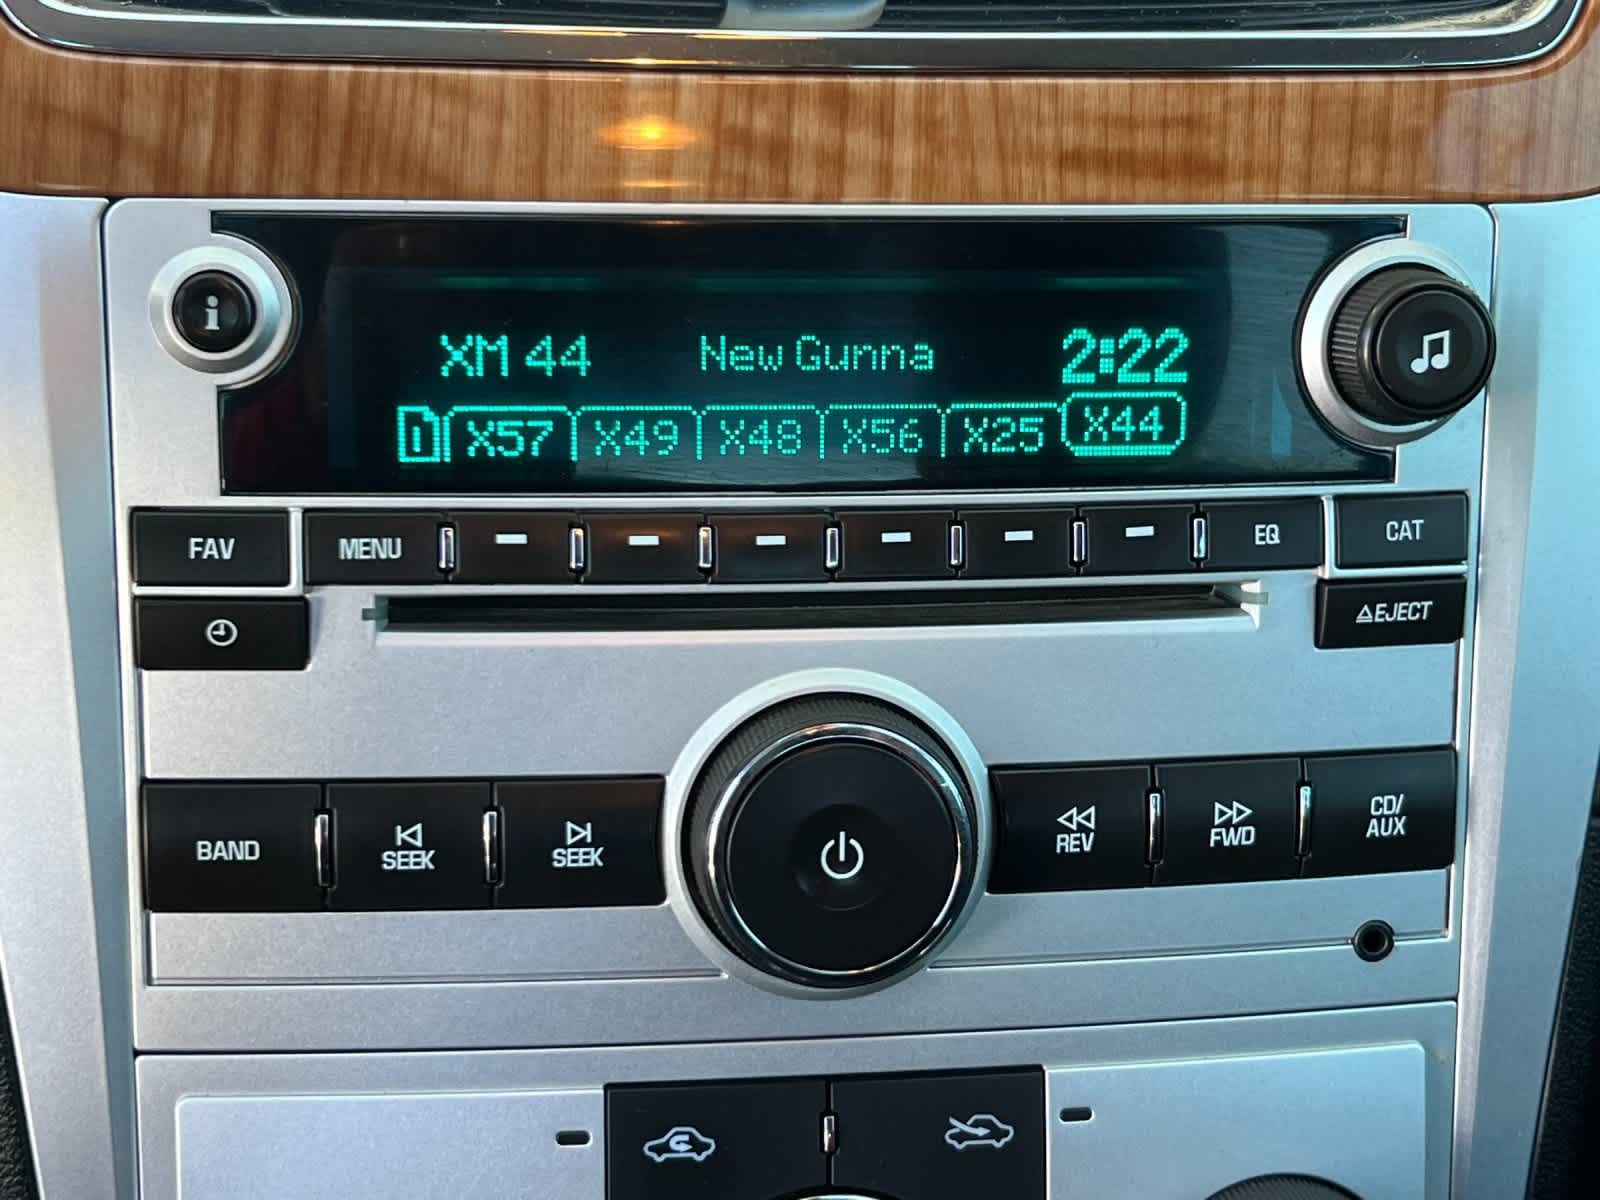 i
XM 44 New Gunna 2:22
X57 X49 X48 X56 X25 X44
FAV MENU EQ CAT
EJECT
BAND SEEK SEEK REV FWD CD/
AUX